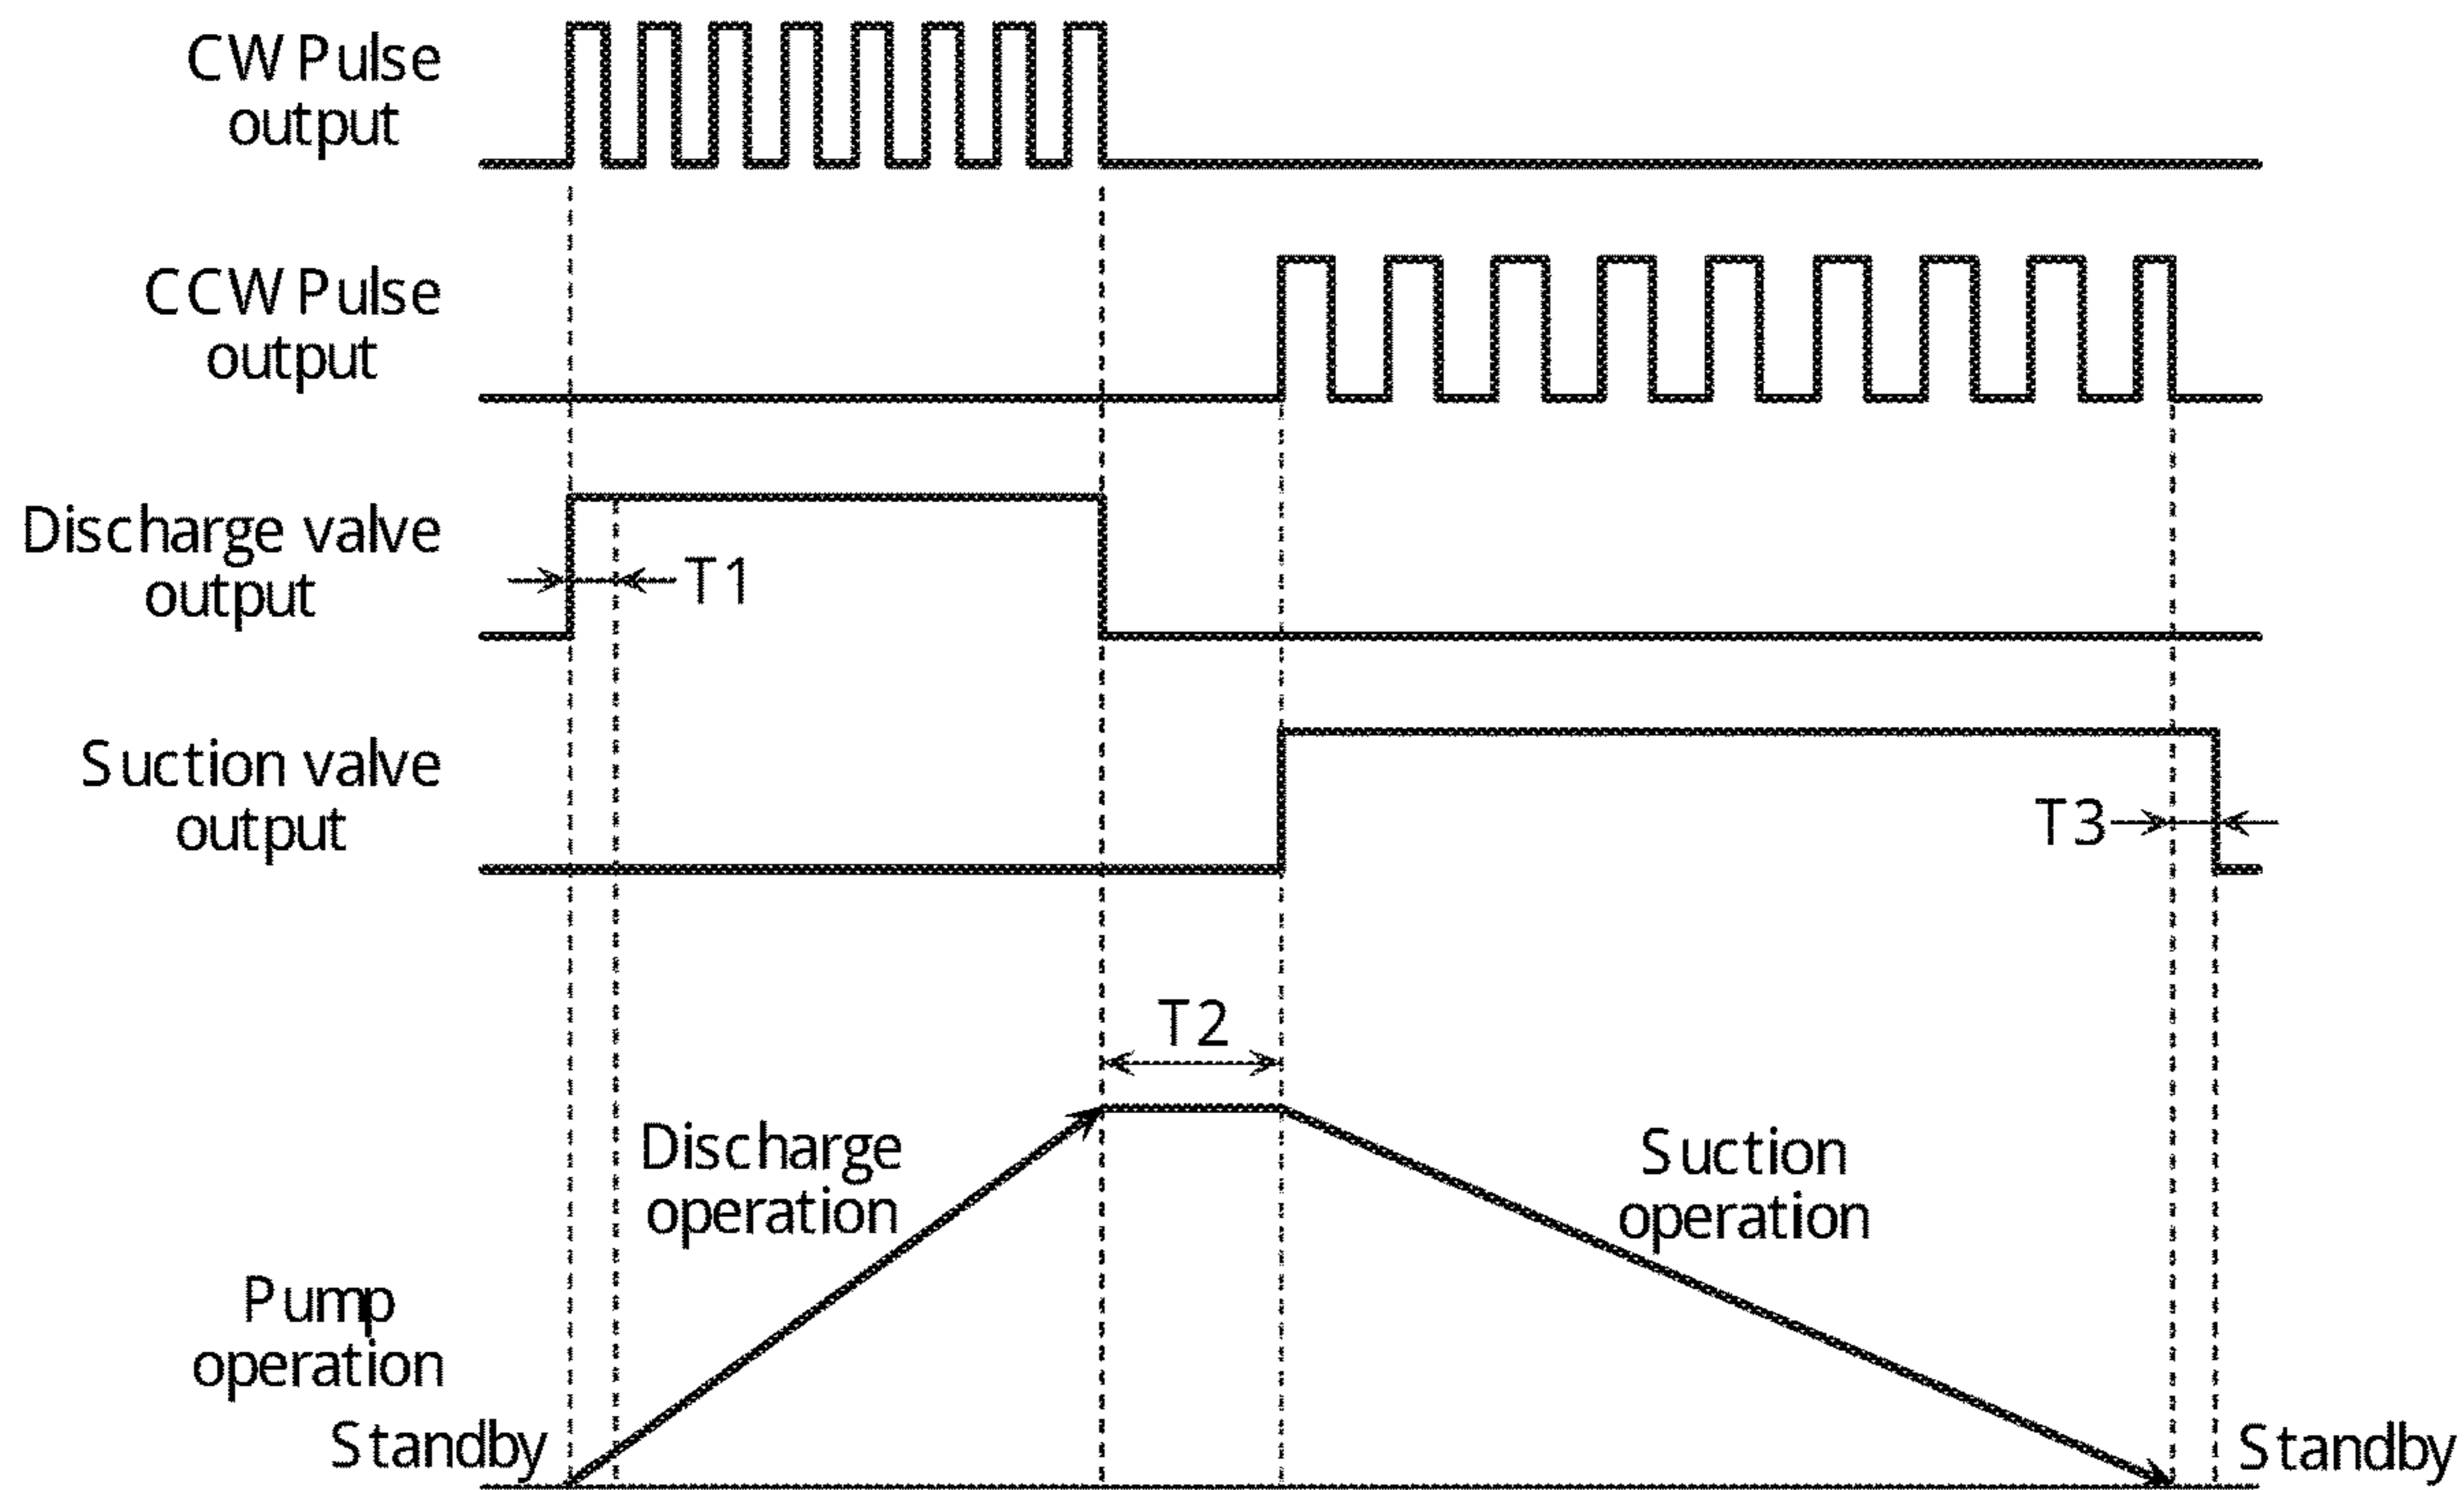 CW Pulse
output
CCW Pulse
output
Discharge valve
output
T1
Suction valve
output
T3
T2
Discharge
operation
Suction
operation
Pump
operation
Standby
Standby